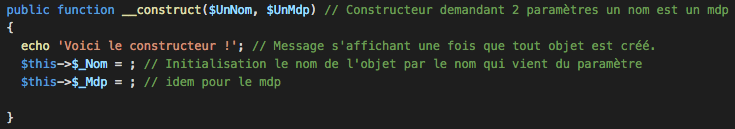 public function __construct($UnNom, $UnMdp) // Constructeur demandant 2 paramètres un nom est un mdp
{
echo 'Voici le constructeur !'; // Message s'affichant une fois que tout objet est créé.
$this->$_Nom = ; // Initialisation le nom de l'objet par le nom qui vient du paramètre
$this->$_Mdp = ; // idem pour le mdp
}